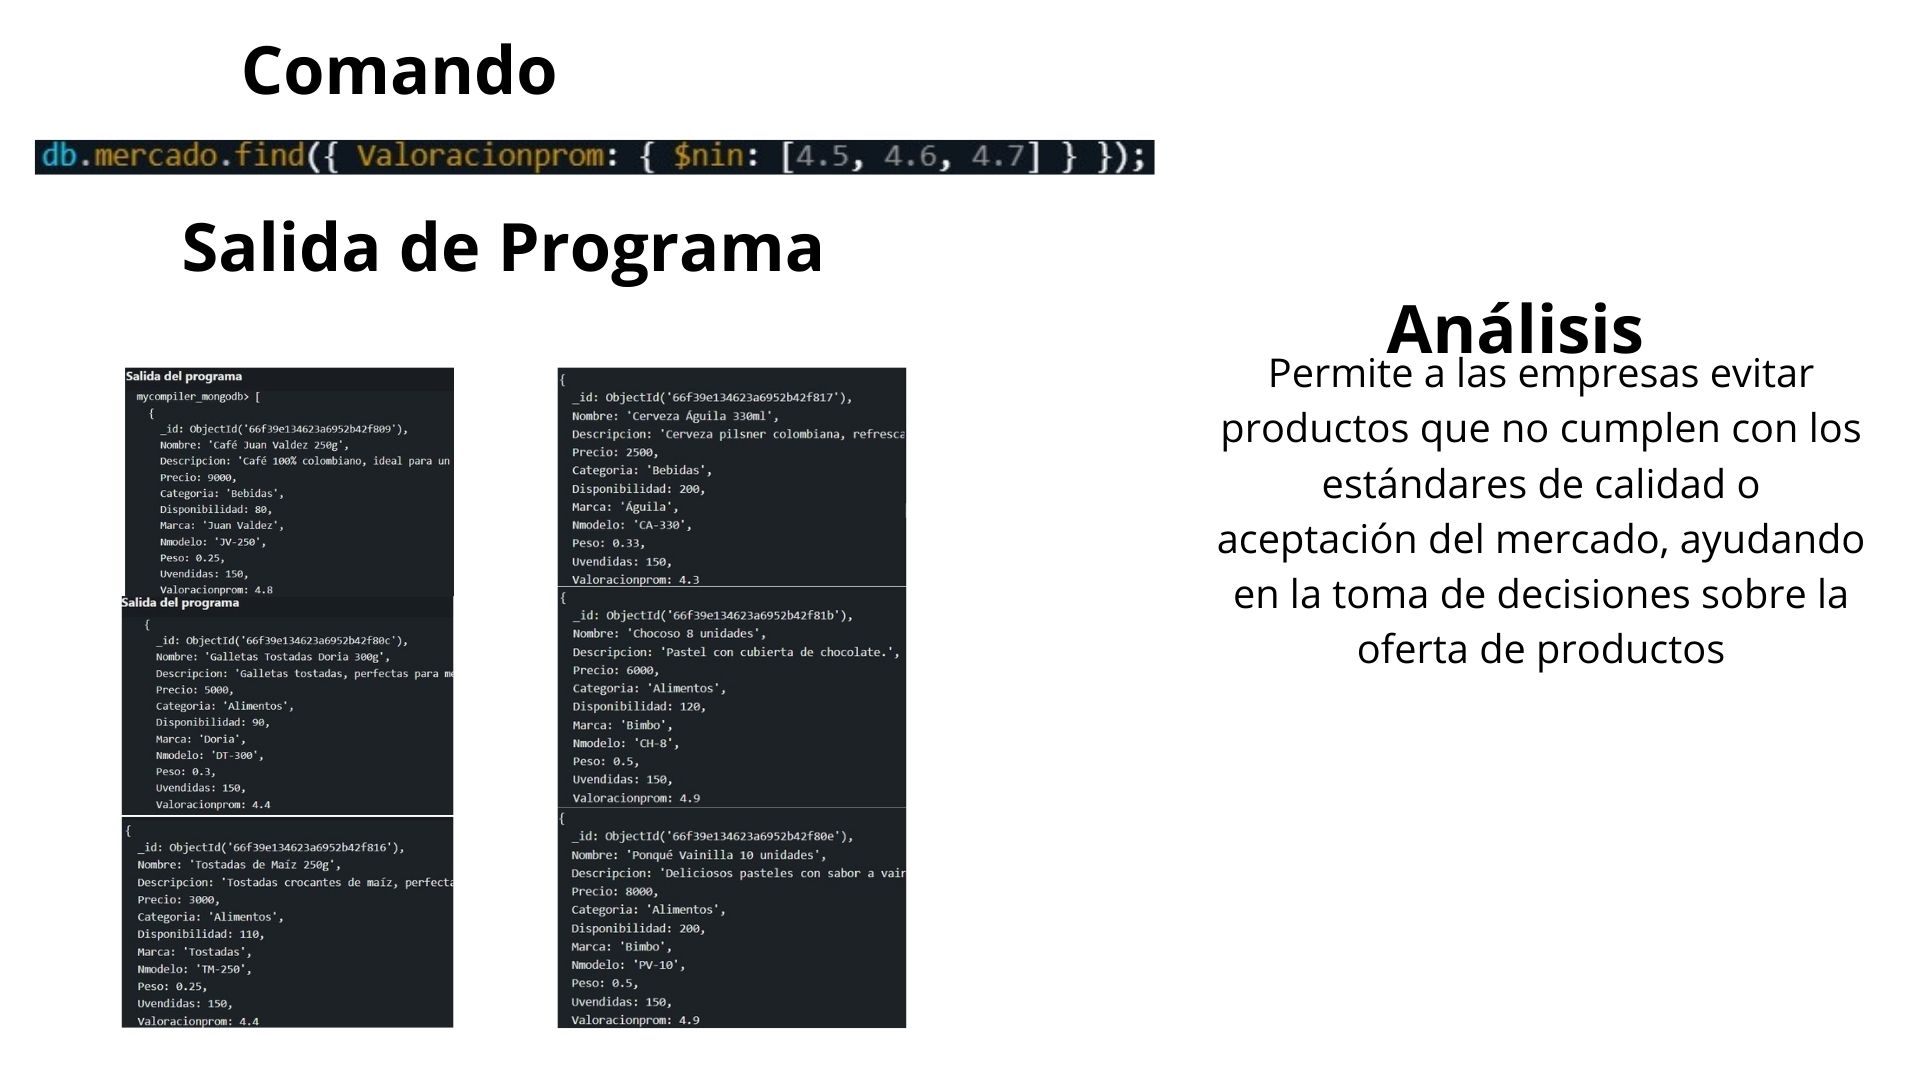 Comando
db.mercado.find({ Valoracionprom: { $nin: [4.5, 4.6, 4.7] } });
Salida de Programa
Salida del programa
mycompiler_mongodb> [
{
_id: ObjectId('66f39e134623a6952b42f809'),
Nombre: 'Café Juan Valdez 250g',
Descripcion: 'Café 100% colombiano, ideal para un
Precio: 9000,
Categoria: 'Bebidas',
Disponibilidad: 80,
Marca: 'Juan Valdez',
Nmodelo: 'JV-250',
Peso: 0.25,
Uvendidas: 150,
Valoracionprom: 4.8
Salida del programa
{
_id: ObjectId('66f39e134623a6952b42f80c'),
Nombre: 'Galletas Tostadas Doria 300g',
Descripcion: 'Galletas tostadas, perfectas para me
Precio: 5000,
Categoria: 'Alimentos',
Disponibilidad: 90,
Marca: 'Doria',
Nmodelo: 'DT-300',
Peso: 0.3,
Uvendidas: 150,
Valoracionprom: 4.4
{
_id: ObjectId('66f39e134623a6952b42f816'),
Nombre: 'Tostadas de Maíz 250g',
Descripcion: 'Tostadas crocantes de maíz, perfecta
Precio: 3000,
Categoria: 'Alimentos',
Disponibilidad: 110,
Marca: 'Tostadas',
Nmodelo: 'TM-250',
Peso: 0.25,
Uvendidas: 150,
Valoracionprom: 4.4
{
_id: ObjectId('66f39e134623a6952b42f817'),
Nombre: 'Cerveza Águila 330ml',
Descripcion: 'Cerveza pilsner colombiana, refresca
Precio: 2500,
Categoria: 'Bebidas',
Disponibilidad: 200,
Marca: 'Águila',
Nmodelo: 'CA-330',
Peso: 0.33,
Uvendidas: 150,
Valoracionprom: 4.3
{
_id: ObjectId('66f39e134623a6952b42f81b'),
Nombre: 'Chocoso 8 unidades',
Descripcion: 'Pastel con cubierta de chocolate.',
Precio: 6000,
Categoria: 'Alimentos',
Disponibilidad: 120,
Marca: 'Bimbo',
Nmodelo: 'CH-8',
Peso: 0.5,
Uvendidas: 150,
Valoracionprom: 4.9
{
_id: ObjectId('66f39e134623a6952b42f80e'),
Nombre: 'Ponqué Vainilla 10 unidades',
Descripcion: 'Deliciosos pasteles con sabor a vain
Precio: 8000,
Categoria: 'Alimentos',
Disponibilidad: 200,
Marca: 'Bimbo',
Nmodelo: 'PV-10',
Peso: 0.5,
Uvendidas: 150,
Valoracionprom: 4.9
Análisis
Permite a las empresas evitar
productos que no cumplen con los
estándares de calidad o
aceptación del mercado, ayudando
en la toma de decisiones sobre la
oferta de productos